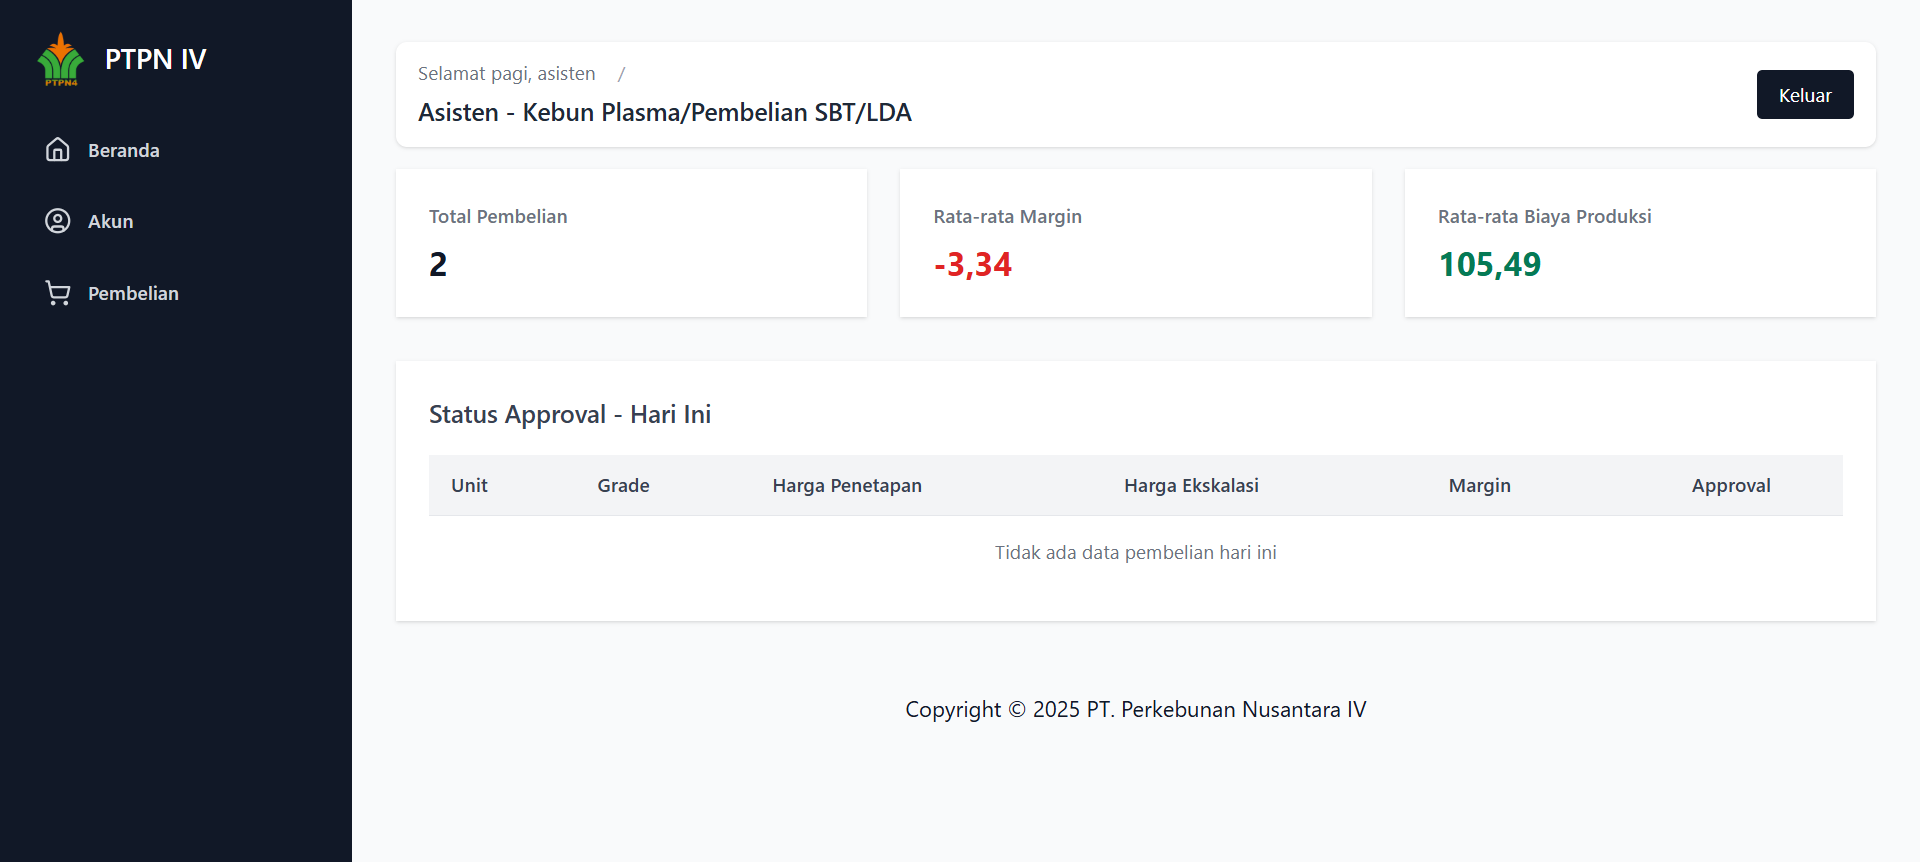 PTPN4
PTPN IV
Beranda
Akun
Pembelian
Selamat pagi, asisten /
Asisten - Kebun Plasma/Pembelian SBT/LDA
Keluar
Total Pembelian
2
Rata-rata Margin
-3,34
Rata-rata Biaya Produksi
105,49
Status Approval - Hari Ini
Unit Grade Harga Penetapan Harga Ekskalasi Margin Approval
Tidak ada data pembelian hari ini
Copyright © 2025 PT. Perkebunan Nusantara IV